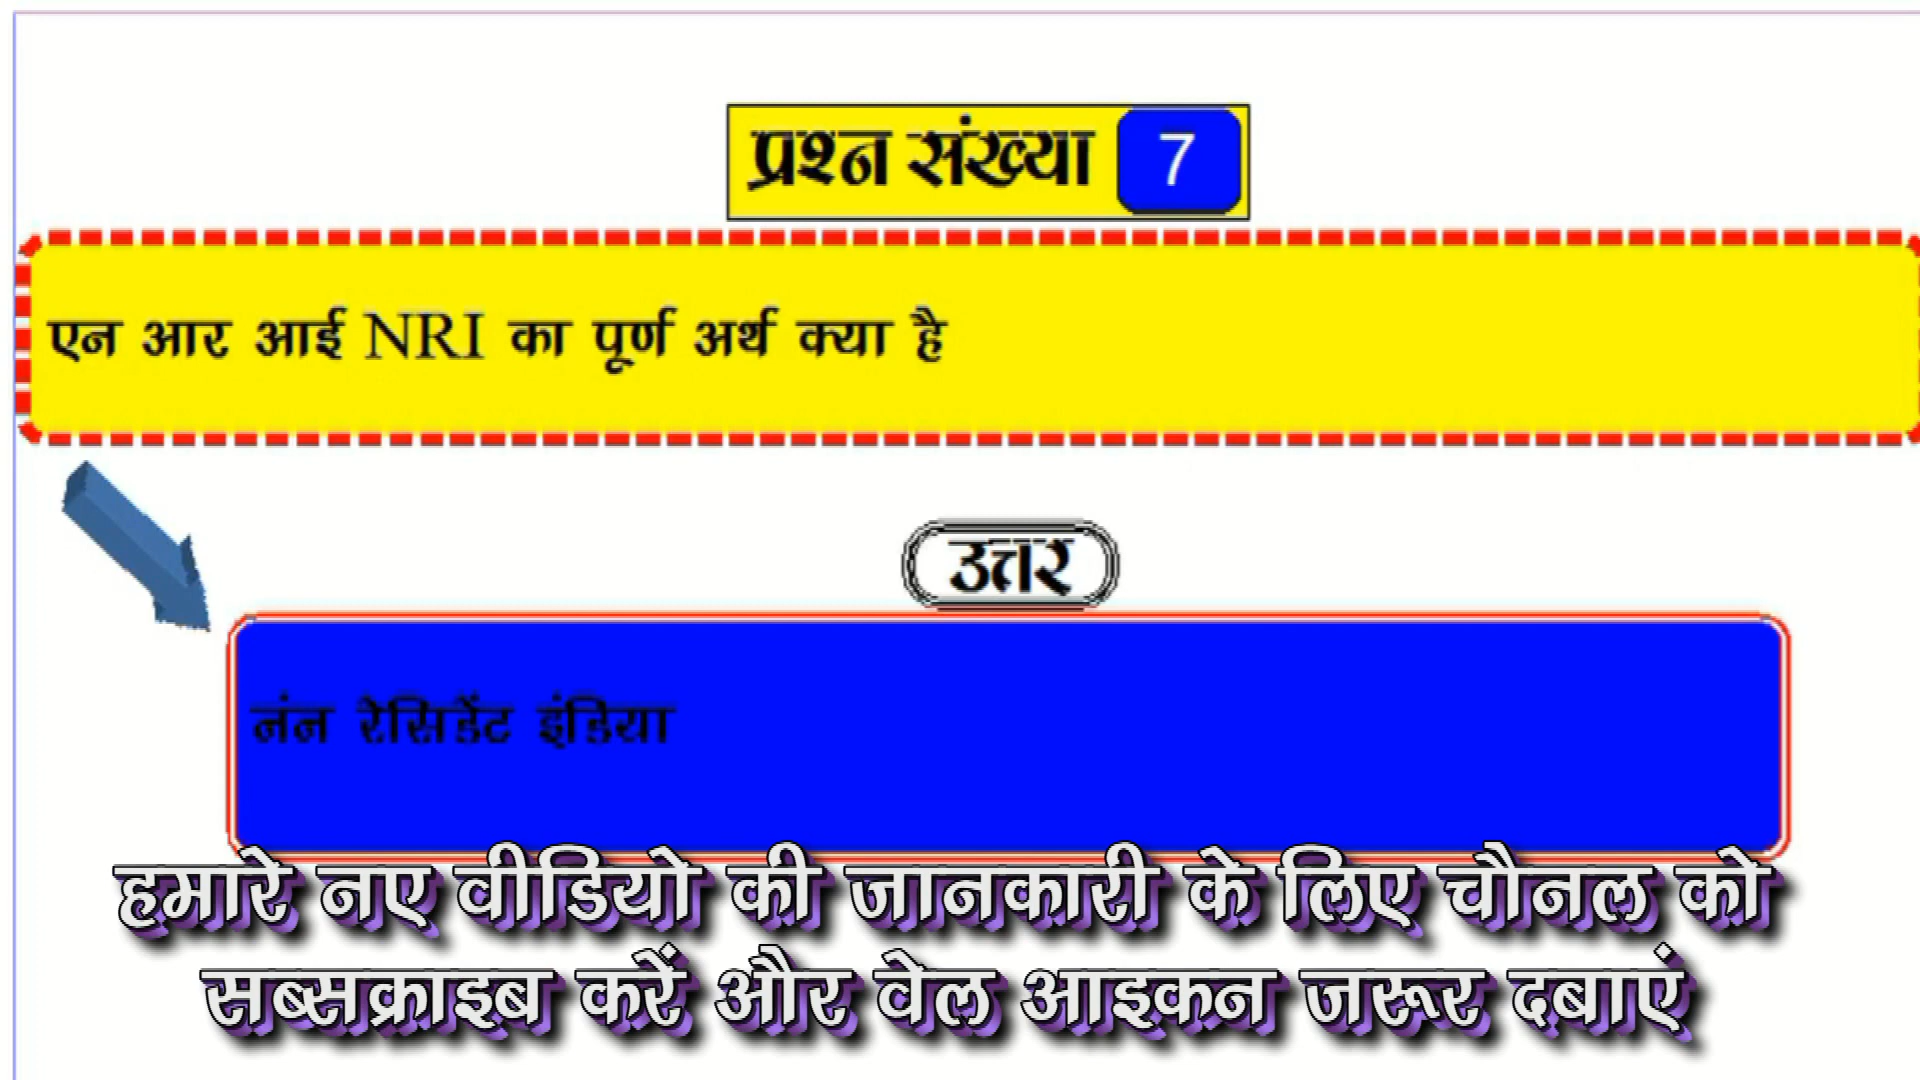 प्रश्न संख्या 7
एन आर आई NRI का पूर्ण अर्थ क्या है
उत्तर
नंन रेसिडेंट इंडिया
हमारे नए वीडियो की जानकारी के लिए चौनल को
सब्सक्राइब करें और वेल आइकन जरूर दबाएं